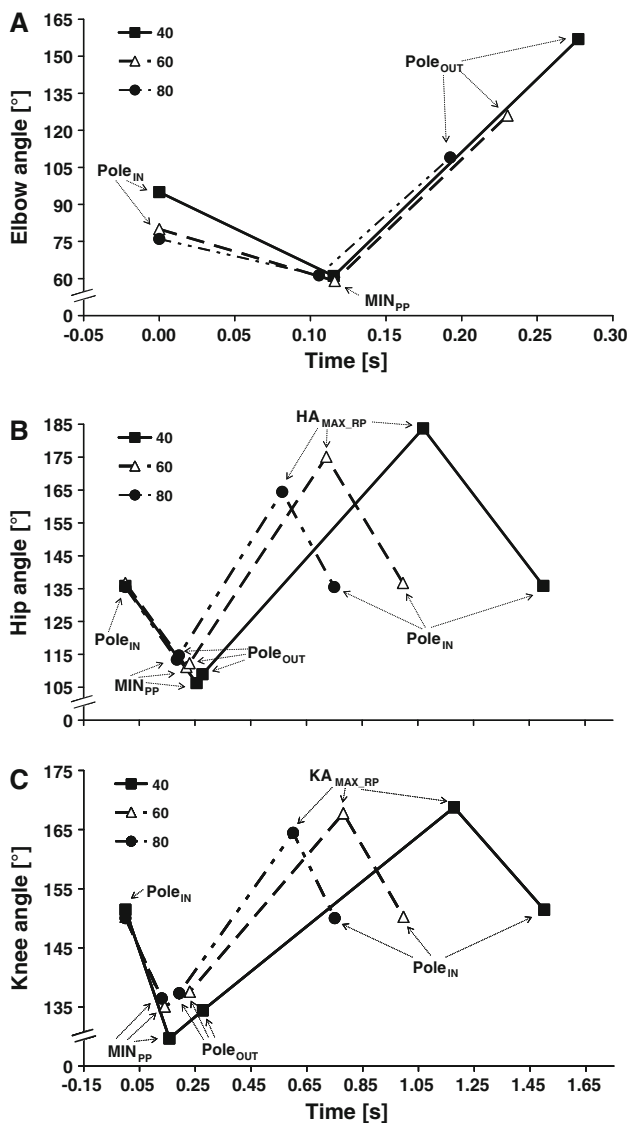 A
165
150
135
120
105
90
75
60
0
Elbow angle [°]
40
60
80
Pole_IN
Pole_OUT
MIN_PP
-0.05 0.00 0.05 0.10 0.15 0.20 0.25 0.30
Time [s]
B
185
175
165
155
145
135
125
115
105
0
Hip angle [°]
40
60
80
HA_MAX_RP
Pole_IN
Pole_OUT
MIN_PP
Pole_IN
C
175
165
155
145
135
0
Knee angle [°]
40
60
80
KA_MAX_RP
Pole_IN
Pole_IN
MIN_PP
Pole_OUT
-0.15 0.05 0.25 0.45 0.65 0.85 1.05 1.25 1.45 1.65
Time [s]